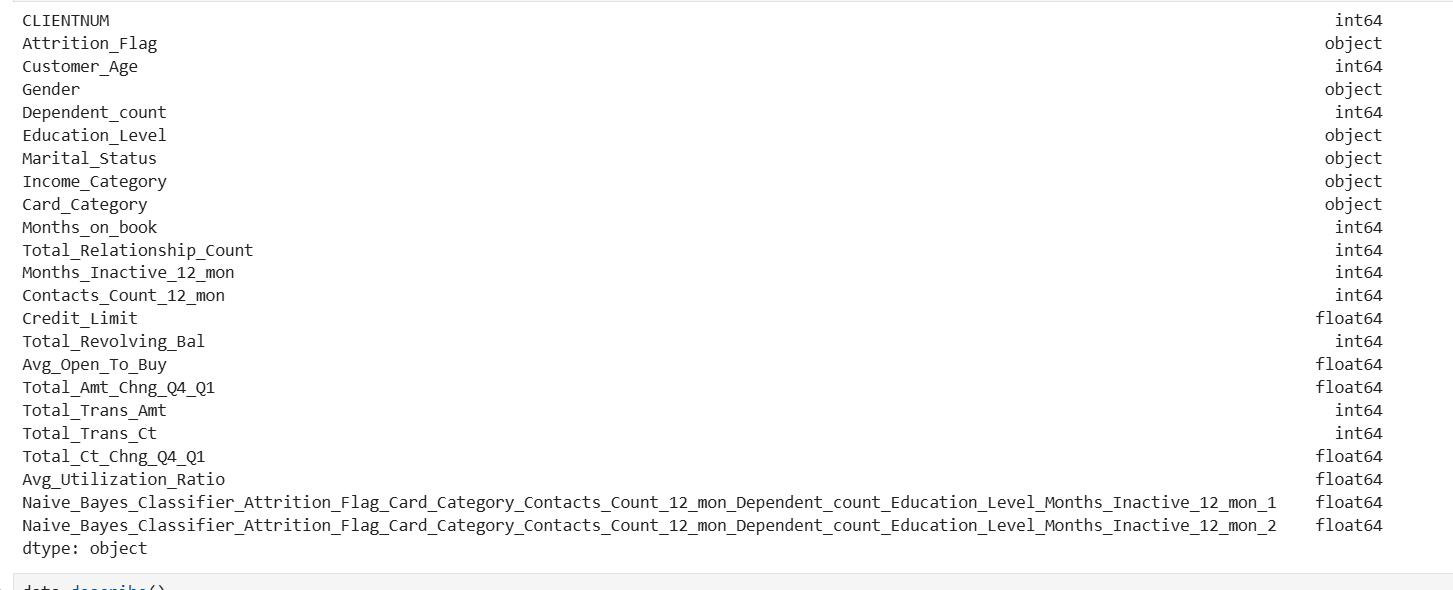 CLIENTNUM int64
Attrition_Flag object
Customer_Age int64
Gender object
Dependent_count int64
Education_Level object
Marital_Status object
Income_Category object
Card_Category object
Months_on_book int64
Total_Relationship_Count int64
Months_Inactive_12_mon int64
Contacts_Count_12_mon int64
Credit_Limit float64
Total_Revolving_Bal int64
Avg_Open_To_Buy float64
Total_Amt_Chng_Q4_Q1 float64
Total_Trans_Amt int64
Total_Trans_Ct int64
Total_Ct_Chng_Q4_Q1 float64
Avg_Utilization_Ratio float64
Naive_Bayes_Classifier_Attrition_Flag_Card_Category_Contacts_Count_12_mon_Dependent_count_Education_Level_Months_Inactive_12_mon_1 float64
Naive_Bayes_Classifier_Attrition_Flag_Card_Category_Contacts_Count_12_mon_Dependent_count_Education_Level_Months_Inactive_12_mon_2 float64
dtype: object